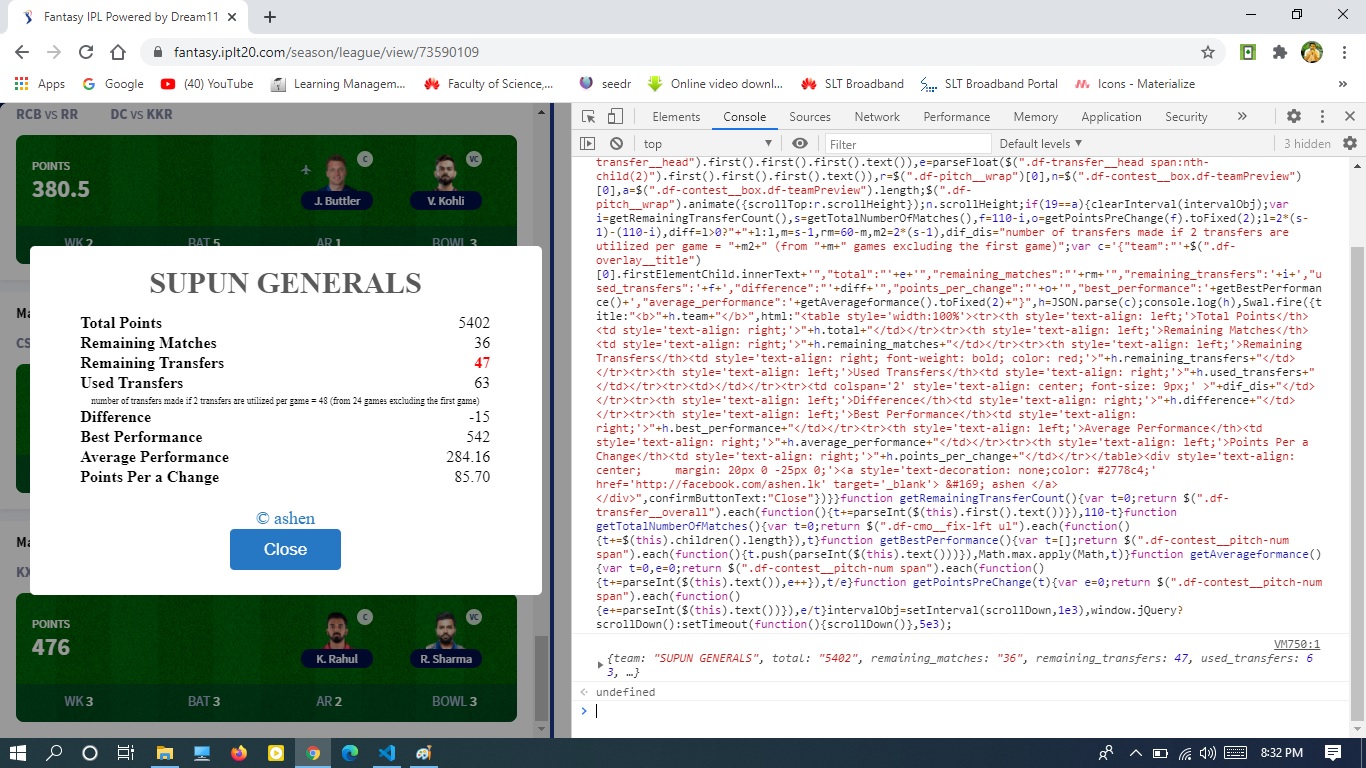 Fantasy IPL Powered by Dream11
fantasy.iplt20.com/season/league/view/73590109
Apps
Google
(40) YouTube
Learning Managem...
Faculty of Science,...
seedr
Online video downl...
SLT Broadband
SLT Broadband Portal
Icons - Materialize
»
RCB vs RR DC vs KKR
POINTS
380.5
C
VC
J. Buttler
V. Kohli
WK 2 BAT 5 AR 1 BOWL 3
SUPUN GENERALS
Total Points 5402
Remaining Matches 36
Remaining Transfers 47
Used Transfers 63
number of transfers made if 2 transfers are utilized per game = 48 (from 24 games excluding the first game)
Difference -15
Best Performance 542
Average Performance 284.16
Points Per a Change 85.70
© ashen
Close
Ma
CS
Ma
KX
POINTS
476
C
VC
K. Rahul
R. Sharma
WK 3 BAT 3 AR 2 BOWL 3
Elements Console Sources Network Performance Memory Application Security »
top Filter Default levels ▼ 3 hidden
transfer__head").first().first().first().text()),e=parseFloat($(".df-transfer__head span:nth-
child(2)").first().first().first().text()),r=$(".df-pitch__wrap")[0],n=$(".df-contest__box.df-teamPreview")
[0],a=$(".df-contest__box.df-teamPreview").length;$(".df-
pitch__wrap").animate({scrollTop:r.scrollHeight});n.scrollHeight;if(19==a){clearInterval(intervalObj);var
i=getRemainingTransferCount(),s=getTotalNumberOfMatches(),f=110-i,o=getPointsPreChange(f).toFixed(2);l=2*(s-
1)-(110-i),diff=l>0?"+"+l:l,m=s-1,rm=60-m,m2=2*(s-1),dif_dis="number of transfers made if 2 transfers are
utilized per game = "+m2+" (from "+m+" games excluding the first game)";var c='{"team":"'+$(".df-
overlay__title")
[0].firstElementChild.innerText+'","total":"'+e+'","remaining_matches":"'+rm+'","remaining_transfers":'+i+',"u
sed_transfers":'+f+',"difference":"'+diff+'","points_per_change":"'+o+'","best_performance":'+getBestPerforman
ce()+',"average_performance":'+getAverageformance().toFixed(2)+"}",h=JSON.parse(c);console.log(h),Swal.fire({t
itle:"<b>"+h.team+"</b>",html:"<table style='width:100%'><tr><th style='text-align: left;'>Total Points</th>
<td style='text-align: right;'>"+h.total+"</td></tr><tr><th style='text-align: left;'>Remaining Matches</th>
<td style='text-align: right;'>"+h.remaining_matches+"</td></tr><tr><th style='text-align: left;'>Remaining
Transfers</th><td style='text-align: right; font-weight: bold; color: red;'>"+h.remaining_transfers+"</td>
</tr><tr><th style='text-align: left;'>Used Transfers</th><td style='text-align: right;'>"+h.used_transfers+"
</td></tr><tr><tr><td colspan='2' style='text-align: center; font-size: 9px;' >"+dif_dis+"</td>
</tr><tr><th style='text-align: left;'>Difference</th><td style='text-align: right;'>"+h.difference+"</td>
</tr><tr><th style='text-align: left;'>Best Performance</th><td style='text-align:
right;'>"+h.best_performance+"</td></tr><tr><th style='text-align: left;'>Average Performance</th><td
style='text-align: right;'>"+h.average_performance+"</td></tr><tr><th style='text-align: left;'>Points Per a
Change</th><td style='text-align: right;'>"+h.points_per_change+"</td></tr></table><div style='text-align:
center; margin: 20px 0 -25px 0;'><a style='text-decoration: none;color: #2778c4;'
href='http://facebook.com/ashen.lk' target='_blank'> &#169; ashen </a>
</div>",confirmButtonText:"Close"})}}function getRemainingTransferCount(){var t=0;return $(".df-
transfer__overall").each(function(){t+=parseInt($(this).first().text())}),110-t}function
getTotalNumberOfMatches(){var t=0;return $(".df-cmo__fix-lft ul").each(function()
{t+=$(this).children().length}),t}function getBestPerformance(){var t=[];return $(".df-contest__pitch-num
span").each(function(){t.push(parseInt($(this).text()))}),Math.max.apply(Math,t)}function getAverageformance()
{var t=0,e=0;return $(".df-contest__pitch-num span").each(function()
{t+=parseInt($(this).text()),e++}),t/e}function getPointsPreChange(t){var e=0;return $(".df-contest__pitch-num
span").each(function()
{e+=parseInt($(this).text())}),e/t}intervalObj=setInterval(scrollDown,1e3),window.jQuery?
scrollDown():setTimeout(function(){scrollDown()},5e3);
VM750:1
{team: "SUPUN GENERALS", total: "5402", remaining_matches: "36", remaining_transfers: 47, used_transfers: 6
3, …}
undefined
8:32 PM